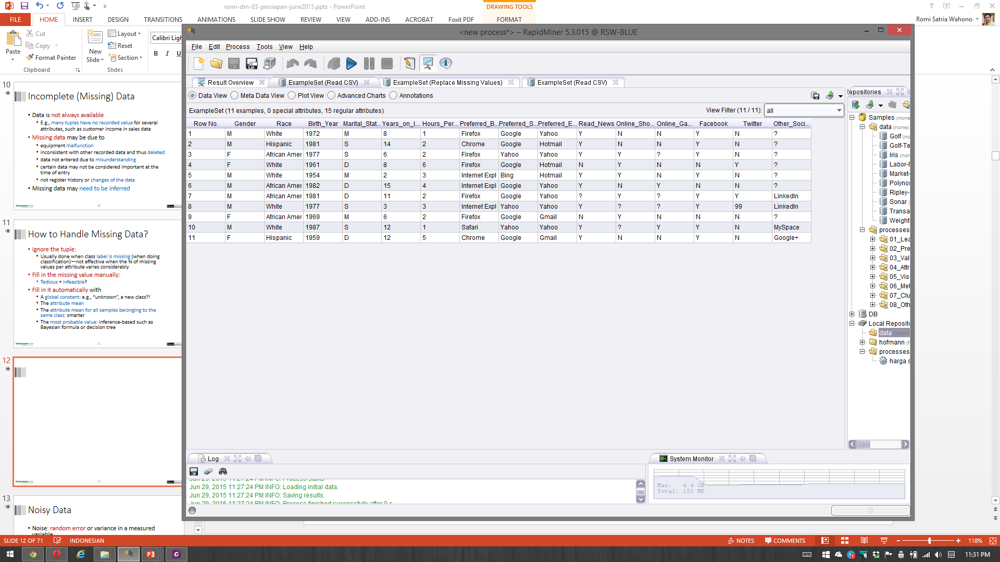 romi-dm-03-persiapan-june2015.pptx - PowerPoint
DRAWING TOOLS
FILE HOME INSERT DESIGN TRANSITIONS ANIMATIONS SLIDE SHOW REVIEW VIEW ADD-INS ACROBAT Foxit PDF FORMAT
Romi Satria Wahono
Paste
Cut
Copy
Format Painter
Clipboard
New Slide
Layout
Reset
Section
Slides
Calibri Ligh
B I U
<new process*> – RapidMiner 5.3.015 @ RSW-BLUE
File Edit Process Tools View Help
Result Overview
ExampleSet (Read CSV)
ExampleSet (Replace Missing Values)
ExampleSet (Read CSV)
Data View Meta Data View Plot View Advanced Charts Annotations
ExampleSet (11 examples, 0 special attributes, 15 regular attributes)
View Filter (11 / 11): all
Row No. Gender Race Birth_Year Marital_Stat... Years_on_I... Hours_Per... Preferred_B... Preferred_S... Preferred_E... Read_News Online_Sho... Online_Ga... Facebook Twitter Other_Soci...
1 M White 1972 M 8 1 Firefox Google Yahoo Y N N Y N ?
2 M Hispanic 1981 S 14 2 Chrome Google Hotmail Y N N Y N ?
3 F African Amer 1977 S 6 2 Firefox Yahoo Yahoo Y Y ? Y N ?
4 F White 1961 D 8 6 Firefox Google Hotmail N Y N N Y ?
5 M White 1954 M 2 3 Internet Expl Bing Hotmail Y Y N Y N ?
6 M African Amer 1982 D 15 4 Internet Expl Google Yahoo Y N Y N N ?
7 M African Amer 1981 D 11 2 Firefox Google Yahoo ? Y ? Y Y LinkedIn
8 M White 1977 S 3 3 Internet Expl Yahoo Yahoo Y ? ? Y 99 LinkedIn
9 F African Amer 1969 M 6 2 Firefox Google Gmail N Y N N N ?
10 M White 1987 S 12 1 Safari Yahoo Yahoo Y ? Y Y N MySpace
11 F Hispanic 1959 D 12 5 Chrome Google Gmail Y N N Y N Google+
10
Incomplete (Missing) Data
• Data is not always available
• E.g., many tuples have no recorded value for several
attributes, such as customer income in sales data
• Missing data may be due to
• equipment malfunction
• inconsistent with other recorded data and thus deleted
• data not entered due to misunderstanding
• certain data may not be considered important at the
time of entry
• not register history or changes of the data
• Missing data may need to be inferred
10
11
How to Handle Missing Data?
• Ignore the tuple:
• Usually done when class label is missing (when doing
classification)—not effective when the % of missing
values per attribute varies considerably
• Fill in the missing value manually:
• Tedious + infeasible?
• Fill in it automatically with
• A global constant: e.g., “unknown”, a new class?!
• The attribute mean
• The attribute mean for all samples belonging to the
same class: smarter
• The most probable value: inference-based such as
Bayesian formula or decision tree
11
12
12
13
Noisy Data
• Noise: random error or variance in a measured
variable
Repositories
Samples (none
data (none)
Golf (no
Golf-Te
Iris (non
Labor-N
Market-
Polynor
Ripley-
Sonar (
Transa
Weight
processes
01_Lea
02_Pre
03_Val
04_Attr
05_Vis
06_Met
07_Clu
08_Oth
DB
Local Reposito
data
hofmann
processes
harga s
Log
Jun 29, 2015 11:27:24 PM INFO: Process starts
Jun 29, 2015 11:27:24 PM INFO: Loading initial data.
Jun 29, 2015 11:27:24 PM INFO: Saving results.
Jun 29, 2015 11:27:24 PM INFO: Process finished successfully after 0 s
System Monitor
Max: 4.4 GB
Total: 152 MB
SLIDE 12 OF 71 INDONESIAN
NOTES COMMENTS 118%
11:31 PM